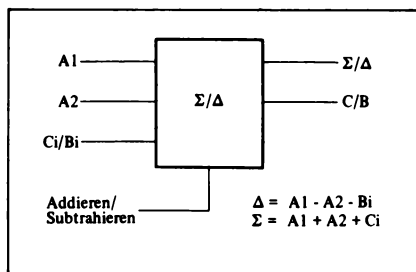 A1
Σ/Δ
A2
Σ/Δ
C/B
Ci/Bi
Addieren/
Subtrahieren
Δ = A1 - A2 - Bi
Σ = A1 + A2 + Ci